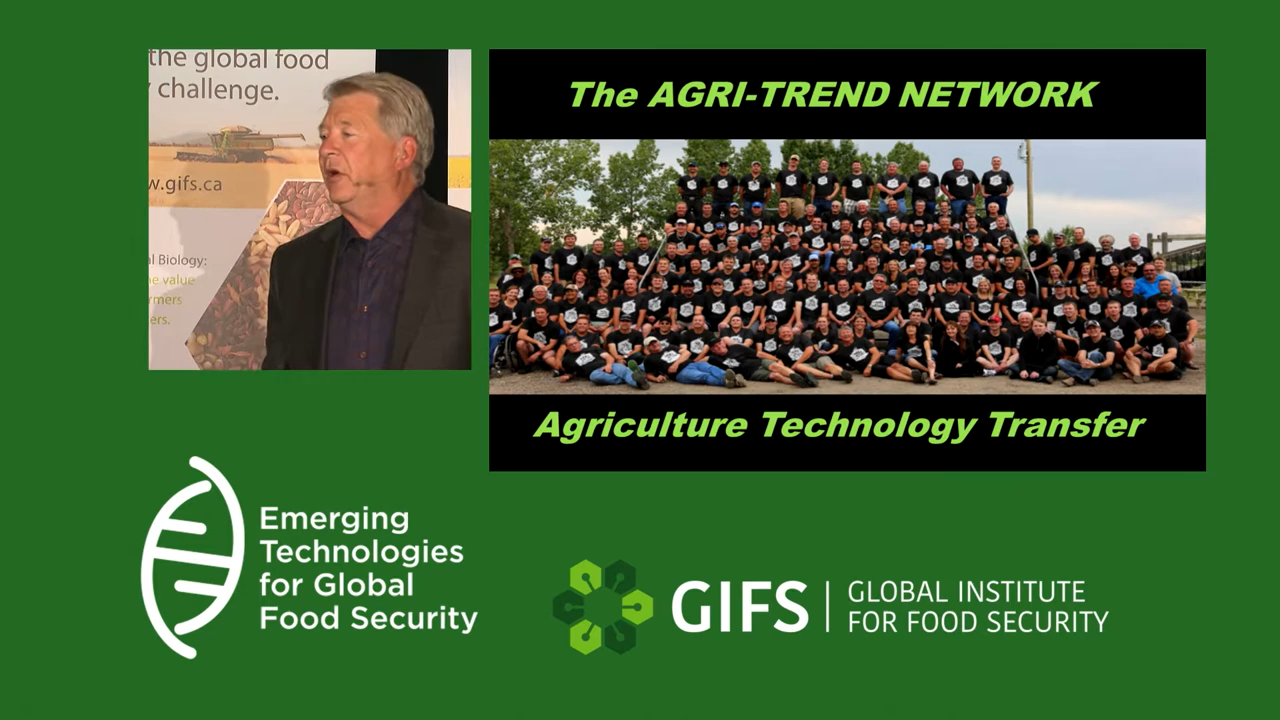 the global food
challenge.
w.gifs.ca
al Biology:
e value
rmers
ers.
The AGRI-TREND NETWORK
Agriculture Technology Transfer
Emerging
Technologies
for Global
Food Security
GIFS
GLOBAL INSTITUTE
FOR FOOD SECURITY